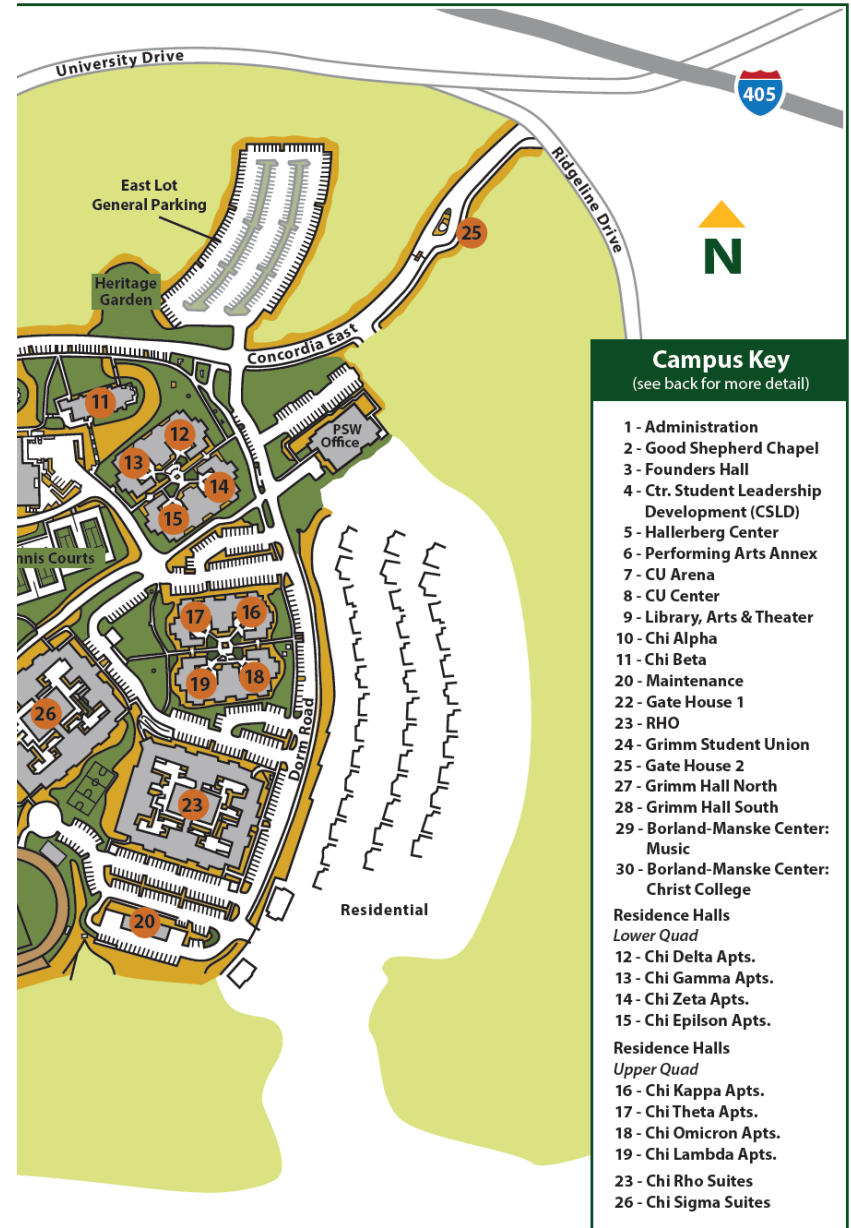 University Drive
405
Ridgeline Drive
East Lot
General Parking
25
N
Heritage
Garden
Concordia East
11
12
PSW
Office
13
14
15
nnis Courts
17
16
19
18
26
Dorm Road
23
20
Residential
Campus Key
(see back for more detail)
1 - Administration
2 - Good Shepherd Chapel
3 - Founders Hall
4 - Ctr. Student Leadership
Development (CSLD)
5 - Hallerberg Center
6 - Performing Arts Annex
7 - CU Arena
8 - CU Center
9 - Library, Arts & Theater
10 - Chi Alpha
11 - Chi Beta
20 - Maintenance
22 - Gate House 1
23 - RHO
24 - Grimm Student Union
25 - Gate House 2
27 - Grimm Hall North
28 - Grimm Hall South
29 - Borland-Manske Center:
Music
30 - Borland-Manske Center:
Christ College
Residence Halls
Lower Quad
12 - Chi Delta Apts.
13 - Chi Gamma Apts.
14 - Chi Zeta Apts.
15 - Chi Epilson Apts.
Residence Halls
Upper Quad
16 - Chi Kappa Apts.
17 - Chi Theta Apts.
18 - Chi Omicron Apts.
19 - Chi Lambda Apts.
23 - Chi Rho Suites
26 - Chi Sigma Suites